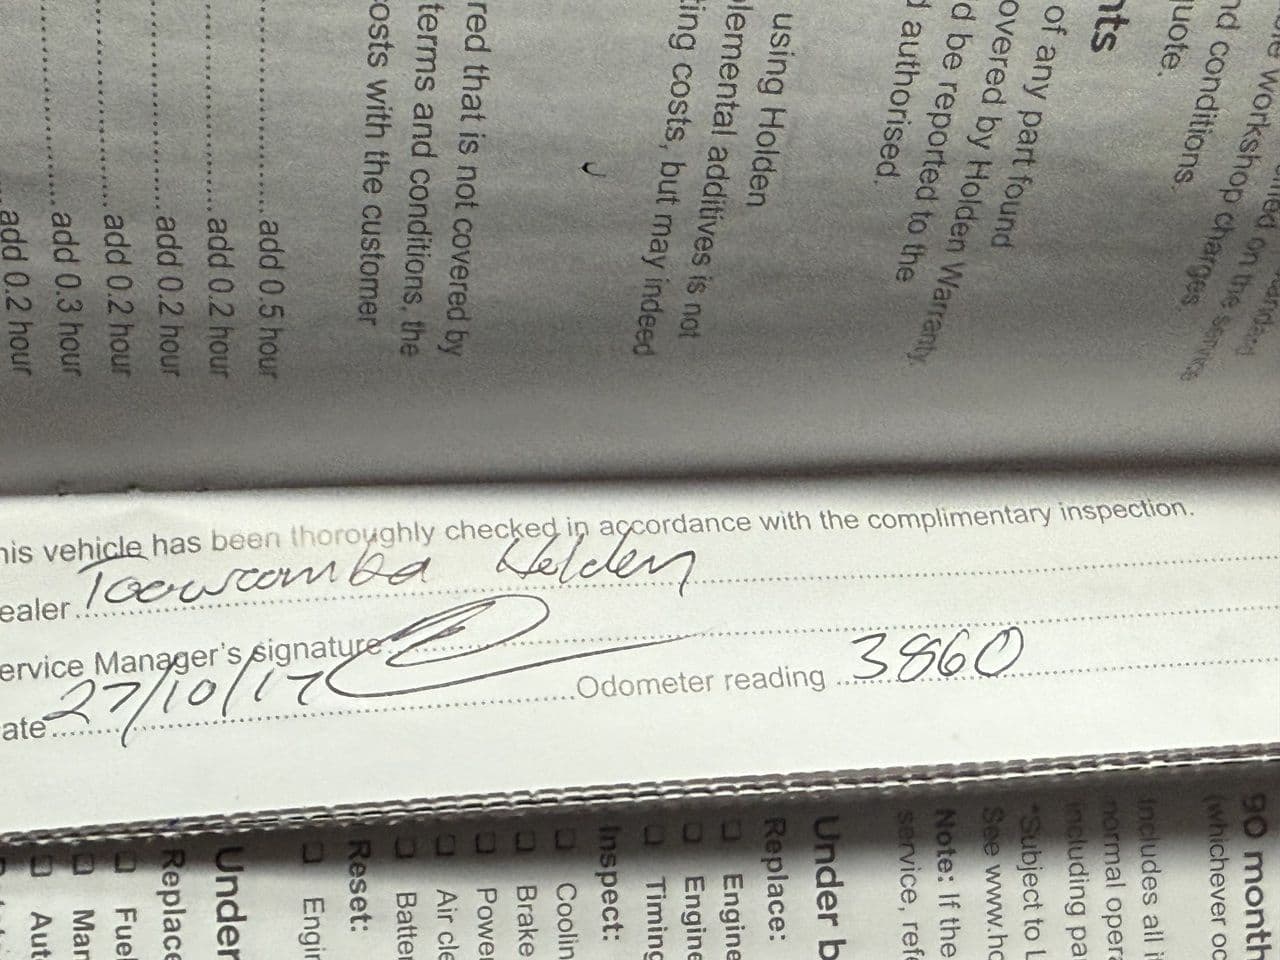 his vehicle has been thoroughly checked in accordance with the complimentary inspection.
ealer Toowoomba Holden
ervice Manager's signature
ate 27/10/17 Odometer reading 3860
workshop charges.
nd conditions.
uote.
nts
of any part found
overed by Holden Warranty,
d be reported to the
d authorised.
using Holden
lemental additives is not
ting costs, but may indeed
red that is not covered by
terms and conditions, the
osts with the customer
add 0.5 hour
add 0.2 hour
add 0.2 hour
add 0.2 hour
add 0.3 hour
add 0.2 hour
90 month
(whichever oc
Includes all i
normal opera
including pa
*Subject to L
See www.ho
Note: If the
service, refe
Under b
Replace:
Engine
Engine
Timing
Inspect:
Coolin
Brake
Power
Air cle
Batter
Reset:
Engin
Under
Replace
Fuel
Man
Aut